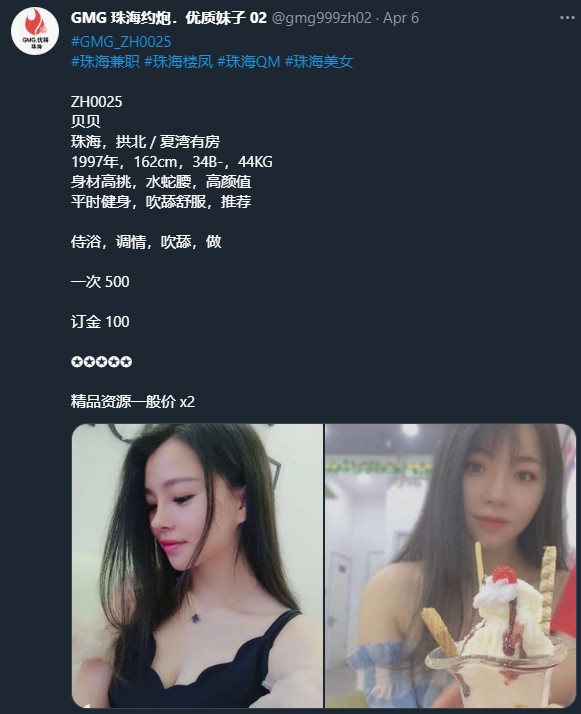 GMG 珠海约炮．优质妹子 02 @gmg999zh02 · Apr 6
珠海
#GMG_ZH0025
#珠海兼职 #珠海楼凤 #珠海QM #珠海美女
ZH0025
贝贝
珠海，拱北 / 夏湾有房
1997年，162cm，34B-，44KG
身材高挑，水蛇腰，高颜值
平时健身，吹舔舒服，推荐
侍浴，调情，吹舔，做
一次 500
订金 100
✪✪✪✪✪
精品资源一般价 x2